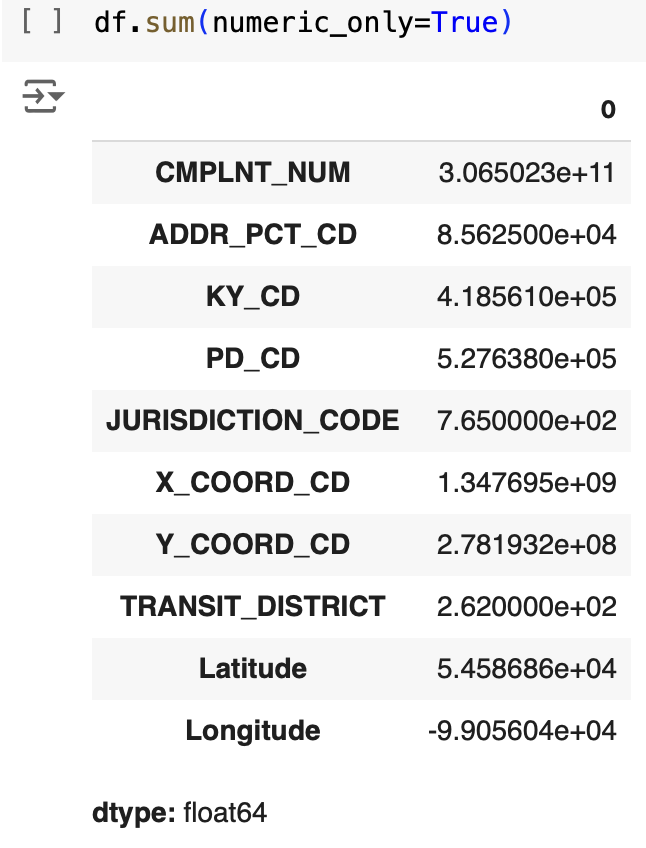 [ ] df.sum(numeric_only=True)
0
CMPLNT_NUM 3.065023e+11
ADDR_PCT_CD 8.562500e+04
KY_CD 4.185610e+05
PD_CD 5.276380e+05
JURISDICTION_CODE 7.650000e+02
X_COORD_CD 1.347695e+09
Y_COORD_CD 2.781932e+08
TRANSIT_DISTRICT 2.620000e+02
Latitude 5.458686e+04
Longitude -9.905604e+04
dtype: float64